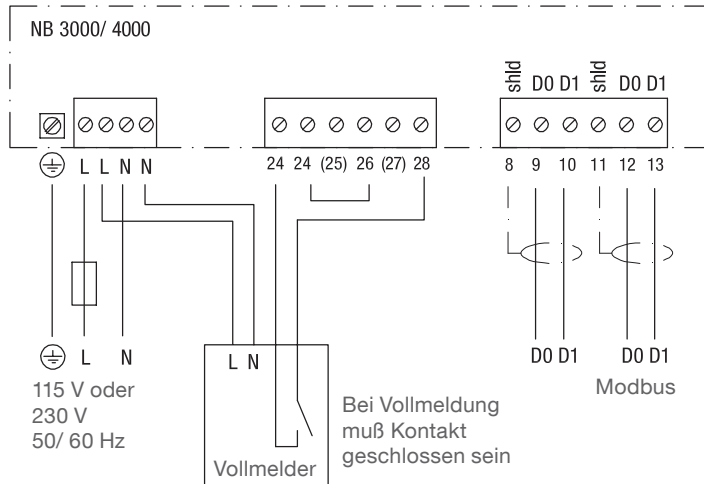 NB 3000/ 4000
shld D0 D1 shld D0 D1
L L N N
24 24 (25) 26 (27) 28
8 9 10 11 12 13
L N
L N
D0 D1 D0 D1
115 V oder
230 V
50/ 60 Hz
Vollmelder
Bei Vollmeldung
muß Kontakt
geschlossen sein
Modbus